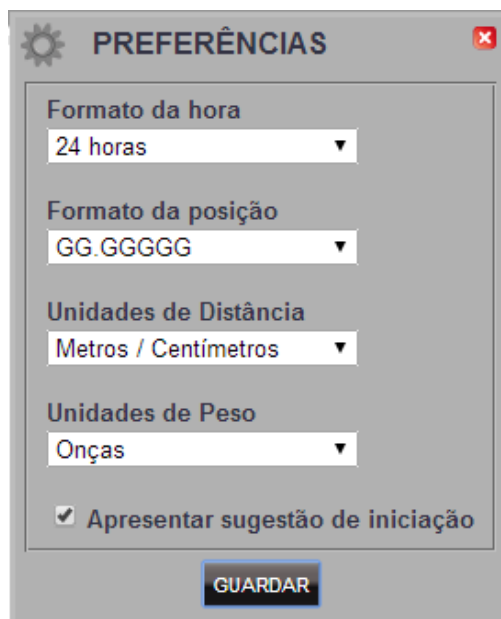 PREFERÊNCIAS
Formato da hora
24 horas
Formato da posição
GG.GGGGG
Unidades de Distância
Metros / Centímetros
Unidades de Peso
Onças
Apresentar sugestão de iniciação
GUARDAR